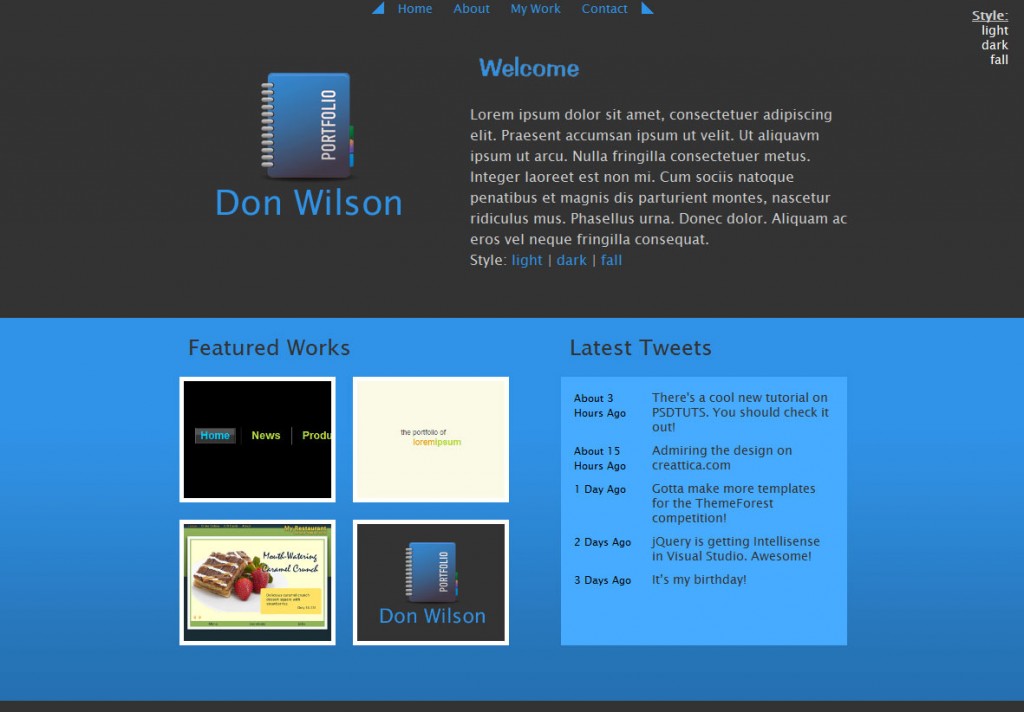 Home About My Work Contact
Style:
light
dark
fall
PORTFOLIO
Don Wilson
Welcome
Lorem ipsum dolor sit amet, consectetuer adipiscing
elit. Praesent accumsan ipsum ut velit. Ut aliquavm
ipsum ut arcu. Nulla fringilla consectetuer metus.
Integer laoreet est non mi. Cum sociis natoque
penatibus et magnis dis parturient montes, nascetur
ridiculus mus. Phasellus urna. Donec dolor. Aliquam ac
eros vel neque fringilla consequat.
Style: light | dark | fall
Featured Works
Home News Produ
the portfolio of
loremipsum
My Restaurant
Mouth-Watering
Caramel Crunch
PORTFOLIO
Don Wilson
Latest Tweets
About 3 There's a cool new tutorial on
Hours Ago PSDTUTS. You should check it
out!
About 15 Admiring the design on
Hours Ago creattica.com
1 Day Ago Gotta make more templates
for the ThemeForest
competition!
2 Days Ago jQuery is getting Intellisense
in Visual Studio. Awesome!
3 Days Ago It's my birthday!